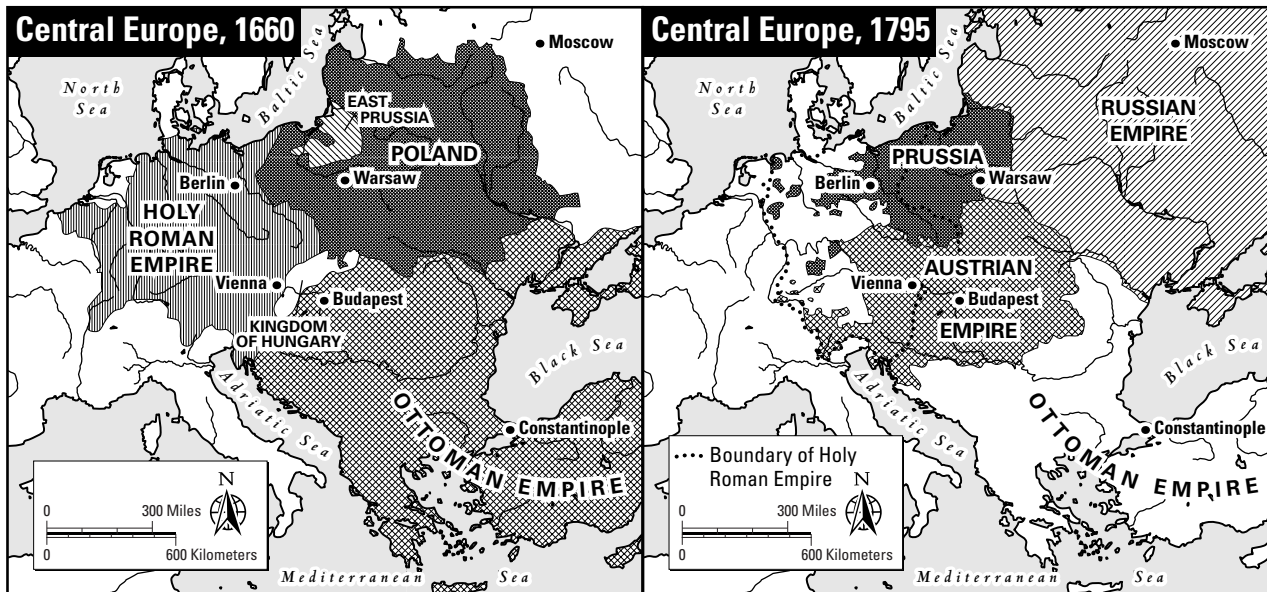 Central Europe, 1660
Moscow
North
Sea
Baltic Sea
EAST
PRUSSIA
POLAND
Berlin
Warsaw
HOLY
ROMAN
EMPIRE
Vienna
Budapest
KINGDOM
OF HUNGARY
Black Sea
Adriatic Sea
OTTOMAN EMPIRE
Constantinople
N
0 300 Miles
0 600 Kilometers
Mediterranean Sea
Central Europe, 1795
Moscow
North
Sea
Baltic Sea
RUSSIAN
EMPIRE
PRUSSIA
Berlin
Warsaw
Vienna
AUSTRIAN
Budapest
EMPIRE
Black Sea
Adriatic Sea
OTTOMAN EMPIRE
Constantinople
Boundary of Holy
Roman Empire
N
0 300 Miles
0 600 Kilometers
Mediterranean Sea